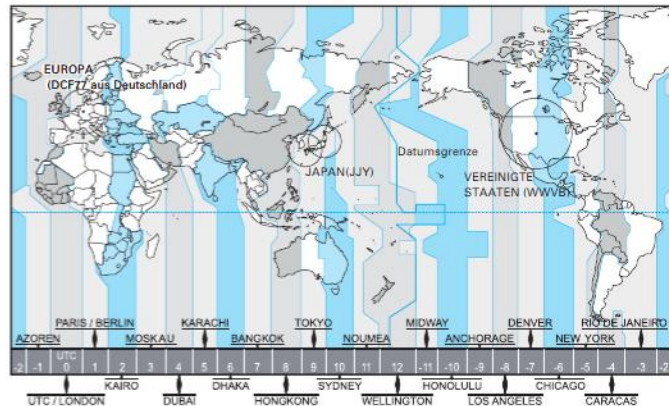 EUROPA
(DCF77 aus Deutschland)
JAPAN(JJY)
Datumsgrenze
VEREINIGTE
STAATEN (WWVB)
PARIS / BERLIN KARACHI TOKYO MIDWAY DENVER RIO DE JANEIRO
AZOREN MOSKAU BANGKOK NOUMEA ANCHORAGE NEW YORK
UTC
-2 -1 0 1 2 3 4 5 6 7 8 9 10 11 12 -11 -10 -9 -8 -7 -6 -5 -4 -3 -2
KAIRO DHAKA SYDNEY HONOLULU CHICAGO
UTC / LONDON DUBAI HONGKONG WELLINGTON LOS ANGELES CARACAS